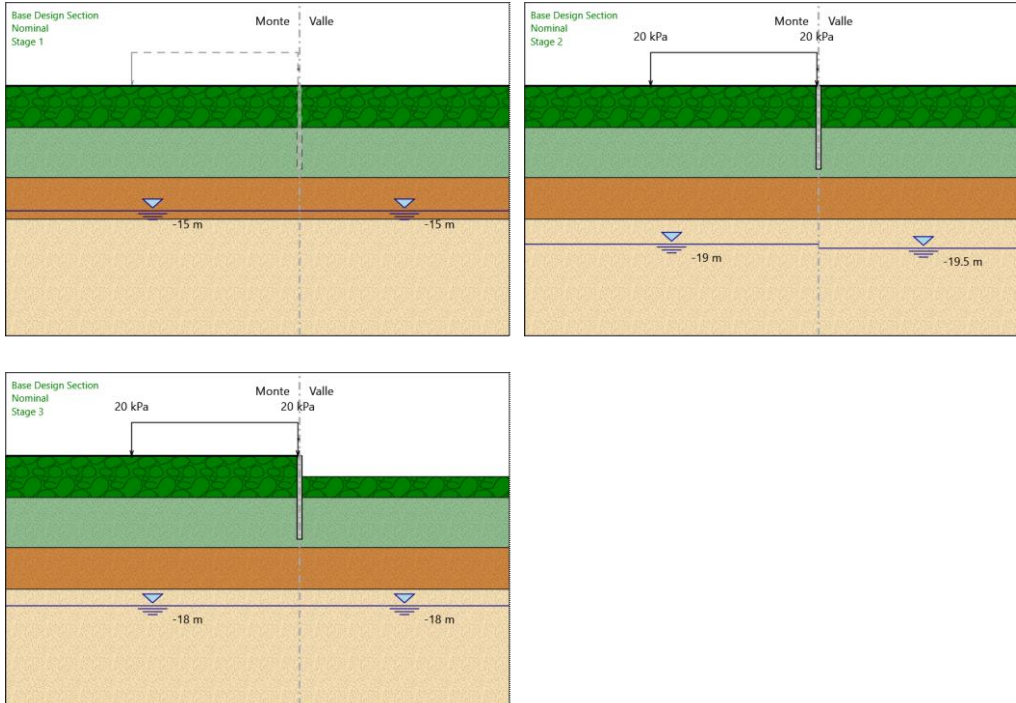 Base Design Section
Nominal
Stage 1
Monte Valle
-15 m -15 m
Base Design Section
Nominal
Stage 2
Monte Valle
20 kPa 20 kPa
-19 m -19.5 m
Base Design Section
Nominal
Stage 3
Monte Valle
20 kPa 20 kPa
-18 m -18 m